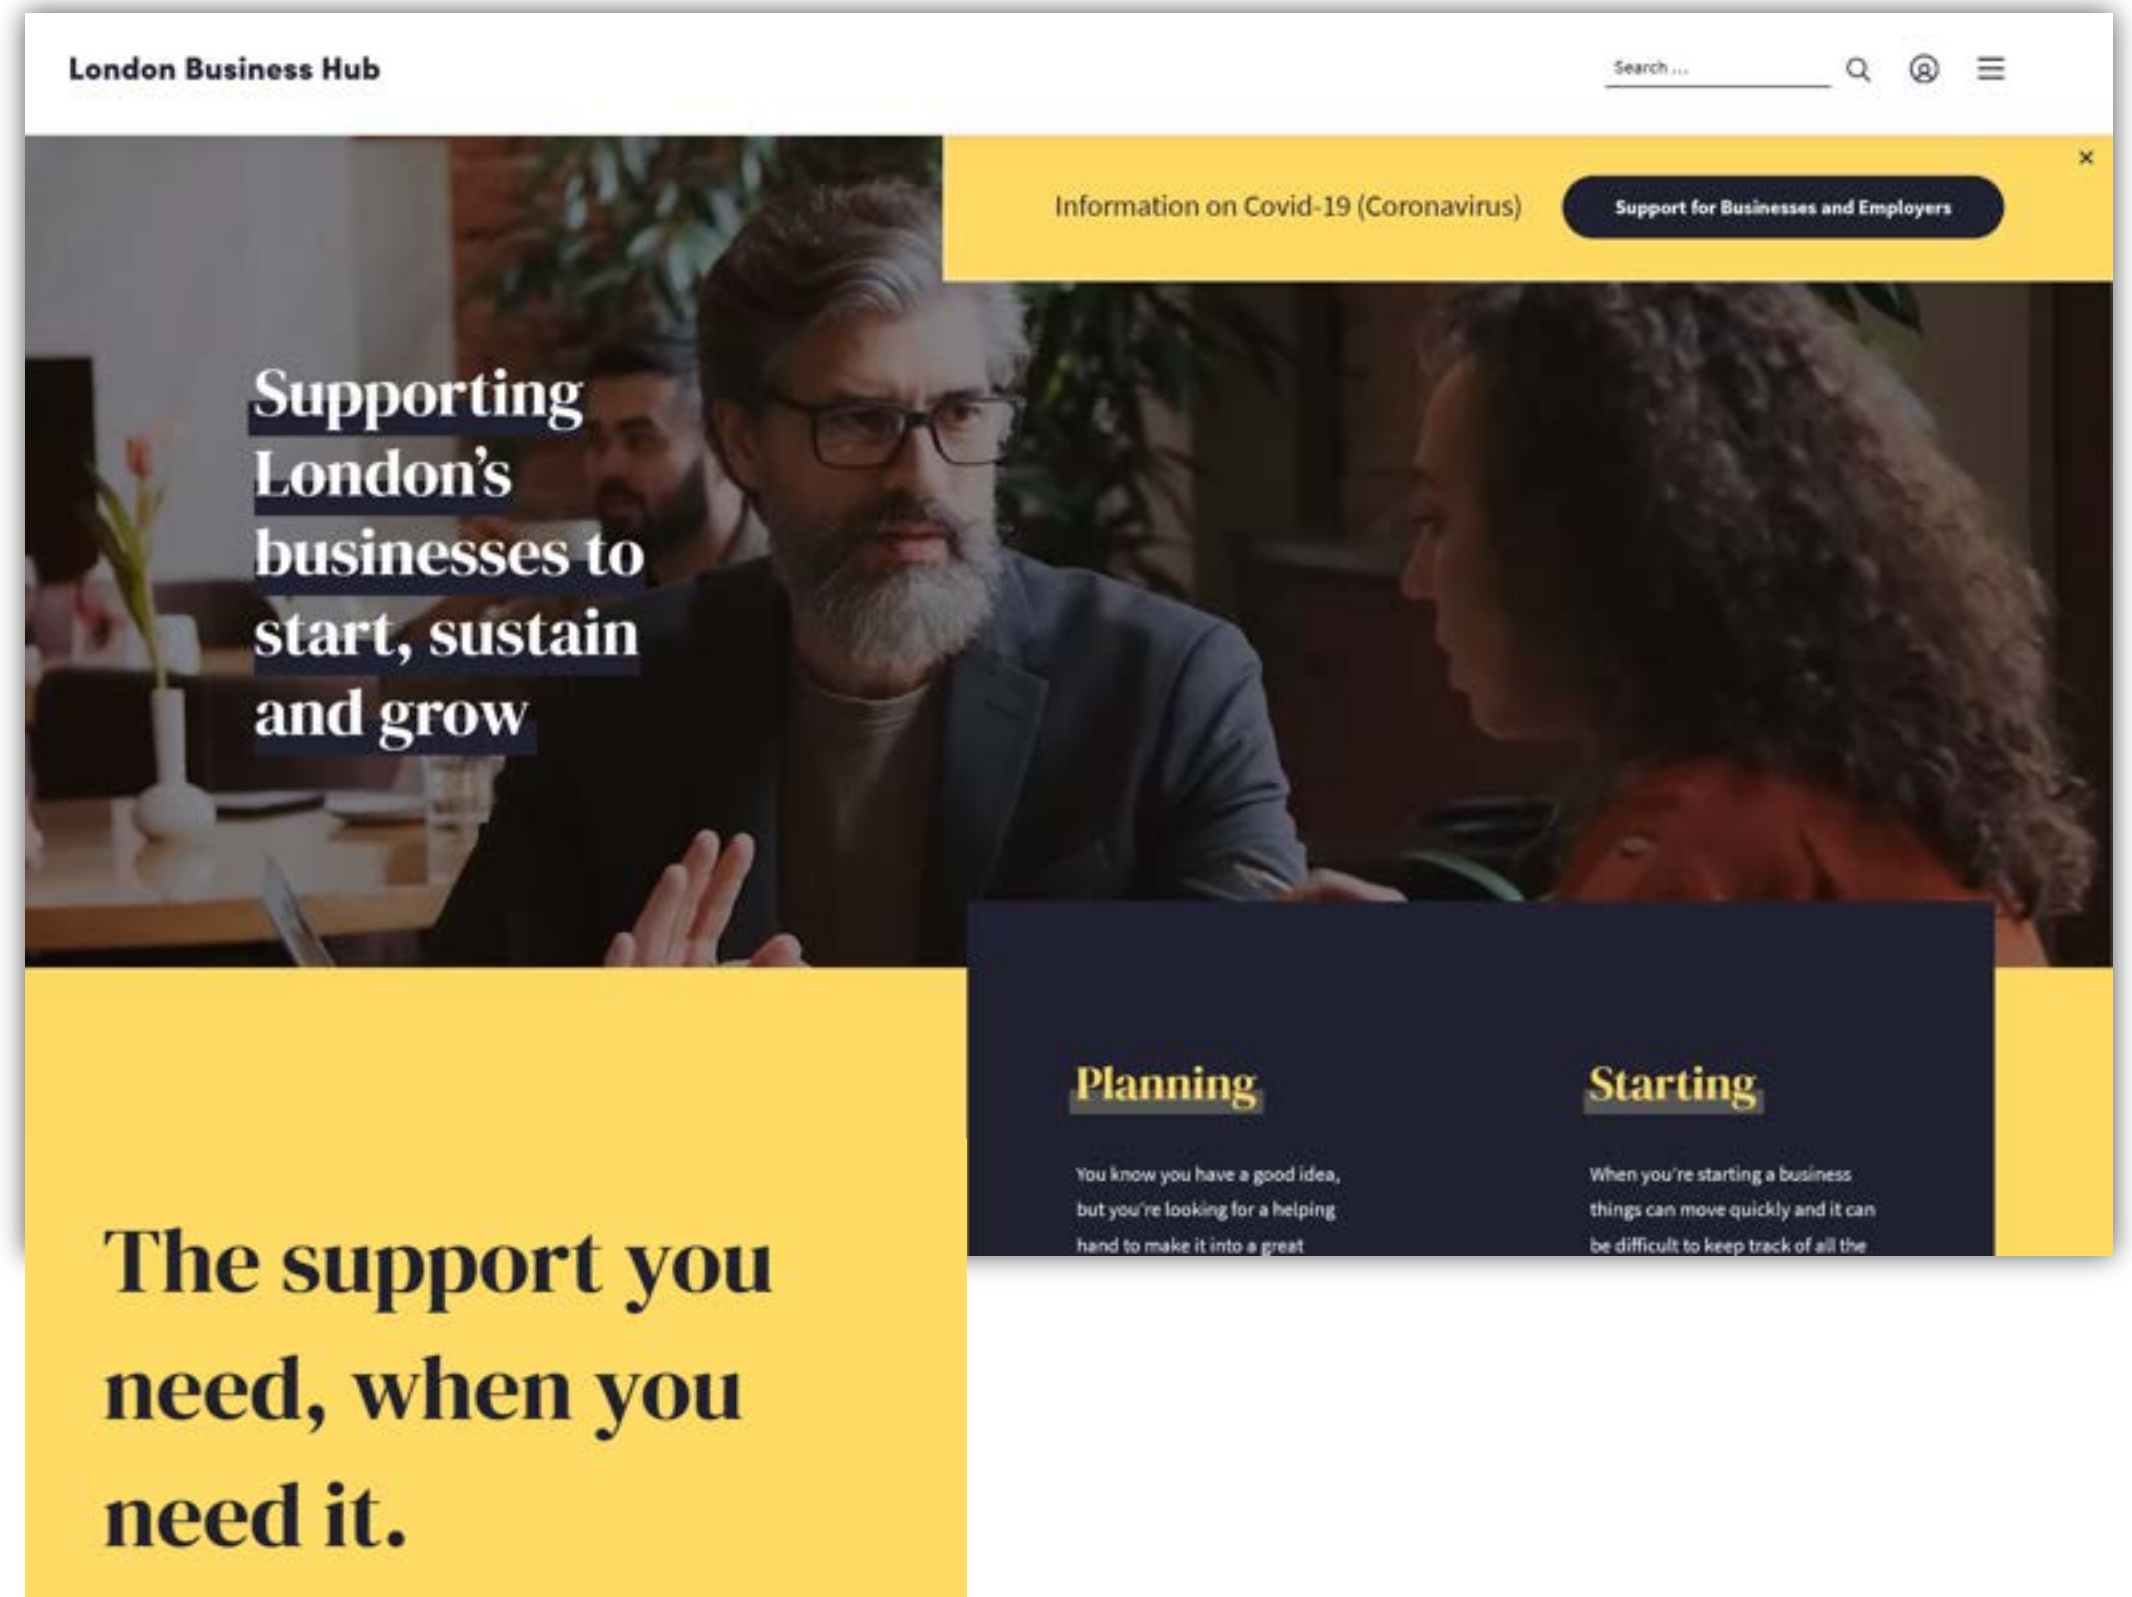 London Business Hub
Search ...
Information on Covid-19 (Coronavirus)
Support for Businesses and Employers
Supporting
London’s
businesses to
start, sustain
and grow
Planning
You know you have a good idea,
but you’re looking for a helping
hand to make it into a great
Starting
When you’re starting a business
things can move quickly and it can
be difficult to keep track of all the
The support you
need, when you
need it.